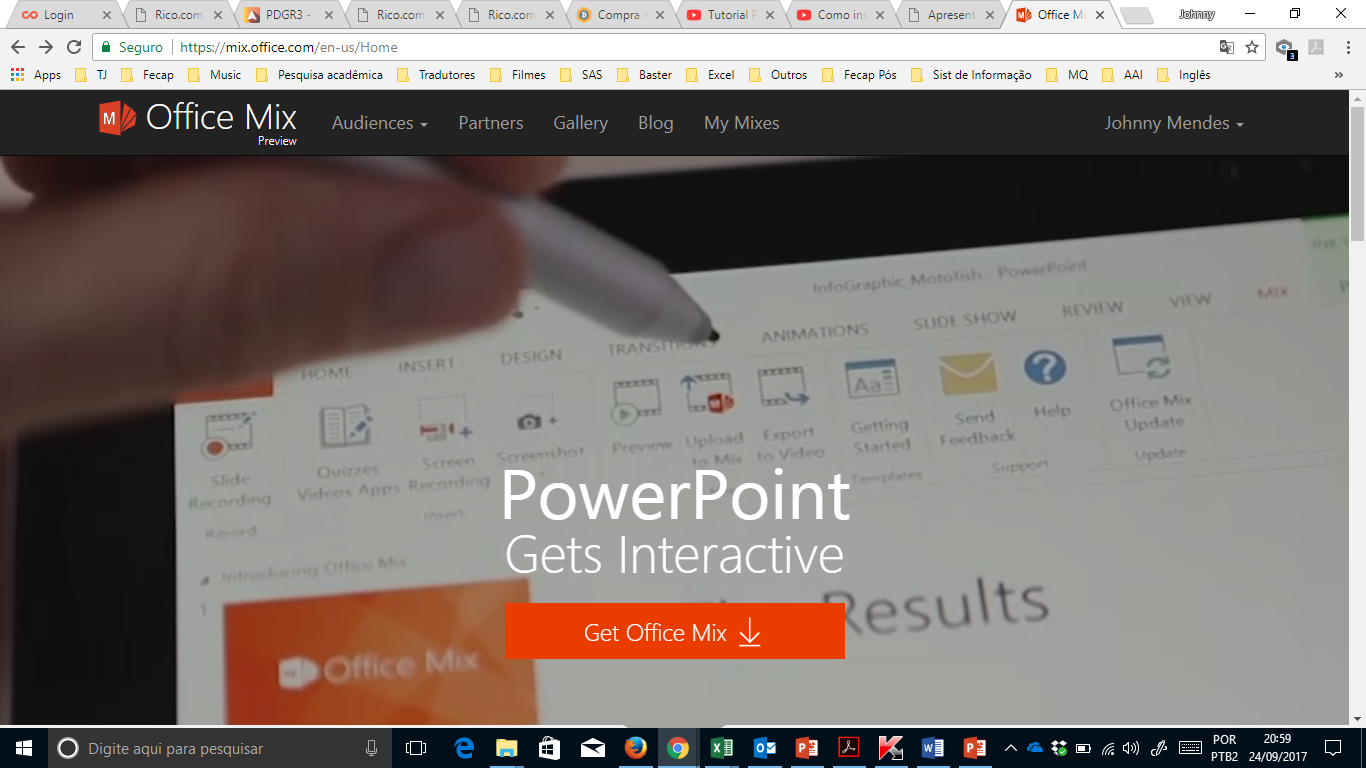 Login
Rico.com
PDGR3 -
Rico.com
Rico.com
Compra
Tutorial
Como ins
Apresent
Office Mi
Johnny
Seguro https://mix.office.com/en-us/Home
3
Apps TJ Fecap Music Pesquisa acadêmica Tradutores Filmes SAS Baster Excel Outros Fecap Pós Sist de Informação MQ AAI Inglês »
M Office Mix
Preview
Audiences Partners Gallery Blog My Mixes Johnny Mendes
InfoGraphic_Motofish - PowerPoint
HOME INSERT DESIGN TRANSITIONS ANIMATIONS SLIDE SHOW REVIEW VIEW MIX
Slide Recording
Quizzes Videos Apps
Screen Recording
Screenshot
Preview
Upload to Mix
Export to Video
Getting Started
Send Feedback
Help
Office Mix Update
Record
Insert
Templates
Support
Update
PowerPoint
Gets Interactive
Introducing Office Mix
1
Results
Get Office Mix
Office Mix
Digite aqui para pesquisar
POR
PTB2
20:59
24/09/2017